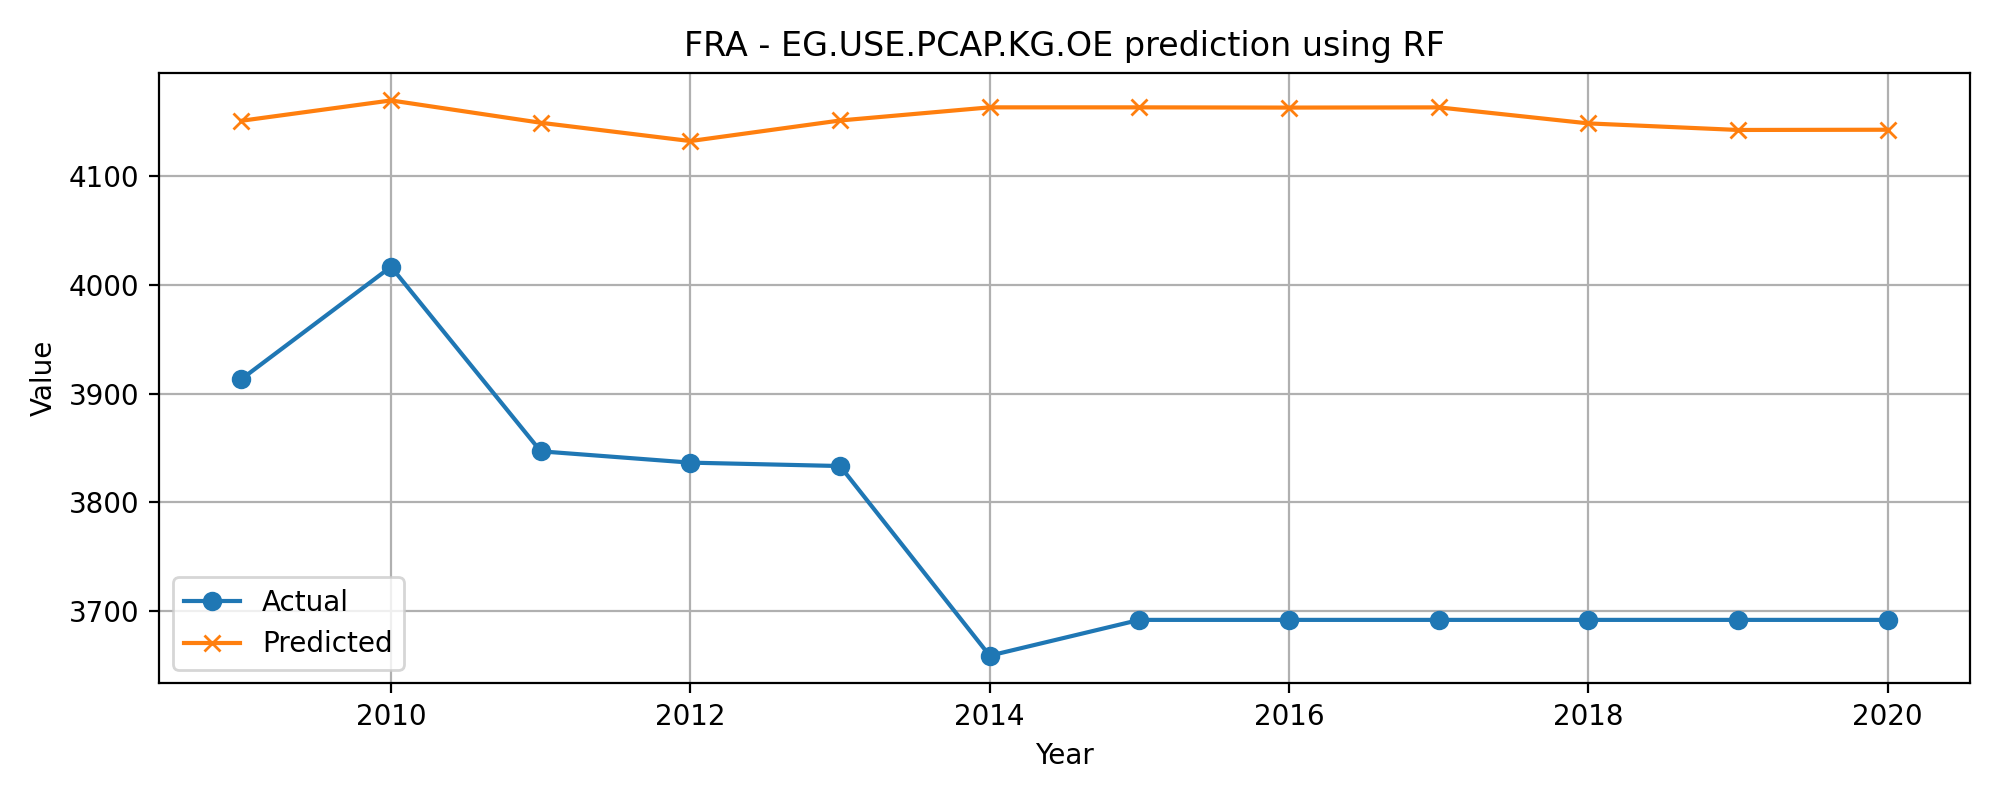 FRA - EG.USE.PCAP.KG.OE prediction using RF
Value
4100
4000
3900
3800
3700
Actual
Predicted
2010 2012 2014 2016 2018 2020
Year